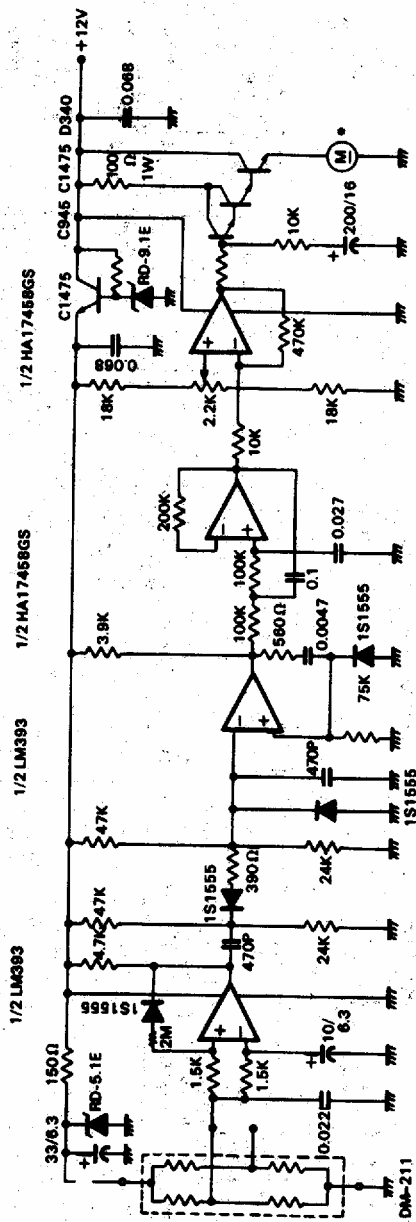 1/2 LM393
1/2 LM393
1/2 HA17458GS
1/2 HA17458GS
C1475
C945
C1475
D340
+12V
33/6.3
RD-5.1E
150Ω
4.7K
47K
47K
3.9K
18K
0.068
RD-9.1E
100
Ω
1W
0.068
1S1555
2M
1.5K
1.5K
470P
1S1555
390Ω
100K
100K
560Ω
0.0047
200K
0.1
10K
2.2K
470K
10K
200/16
M
*
0.022
10/
6.3
24K
24K
470P
1S1555
75K
1S1555
0.027
18K
+
−
−
+
−
+
+
−
+
+
+
DM-211